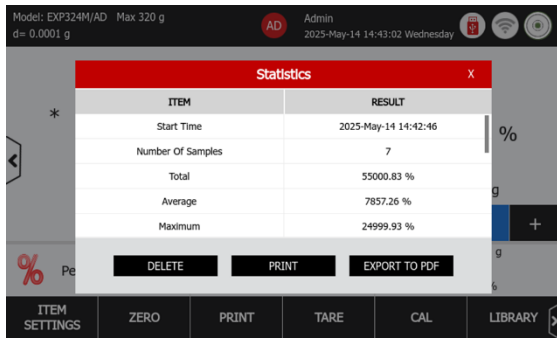 Model: EXP324M/AD Max 320 g
d= 0.0001 g
AD
Admin
2025-May-14 14:43:02 Wednesday
Statistics X
ITEM RESULT
Start Time 2025-May-14 14:42:46
Number Of Samples 7
Total 55000.83 %
Average 7857.26 %
Maximum 24999.93 %
DELETE PRINT EXPORT TO PDF
*
%
g
+
g
% Pe
%
ITEM SETTINGS ZERO PRINT TARE CAL LIBRARY